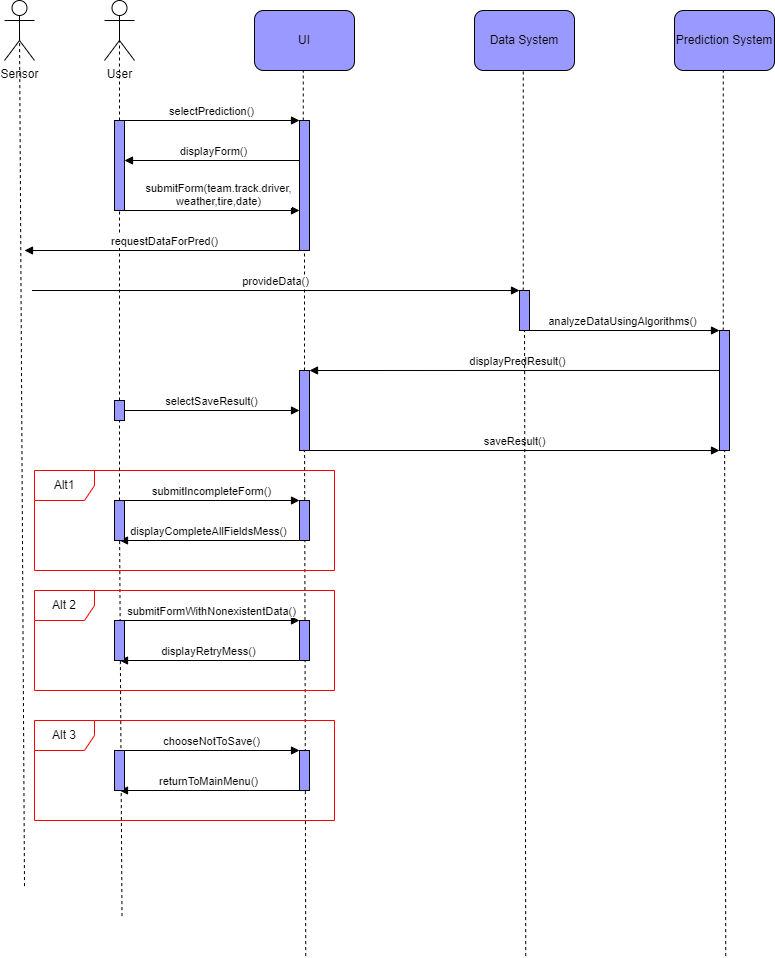 Sensor
User
UI
Data System
Prediction System
selectPrediction()
displayForm()
submitForm(team.track.driver,
weather,tire,date)
requestDataForPred()
provideData()
analyzeDataUsingAlgorithms()
displayPredResult()
selectSaveResult()
saveResult()
Alt1
submitIncompleteForm()
displayCompleteAllFieldsMess()
Alt 2
submitFormWithNonexistentData()
displayRetryMess()
Alt 3
chooseNotToSave()
returnToMainMenu()